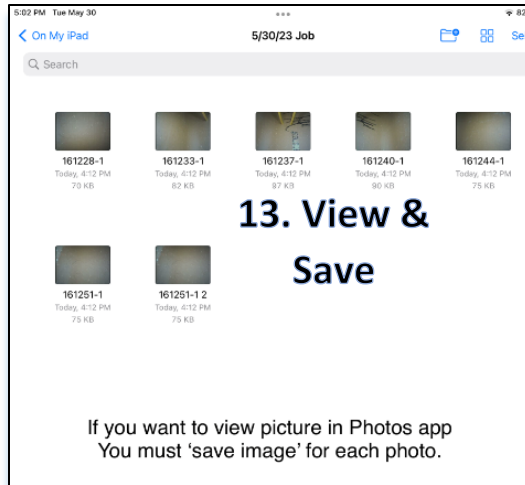 5:02 PM Tue May 30
82
On My iPad
5/30/23 Job
Se
Search
161228-1
161233-1
161237-1
161240-1
161244-1
Today, 4:12 PM
Today, 4:12 PM
Today, 4:12 PM
Today, 4:12 PM
Today, 4:12 PM
70 KB
82 KB
97 KB
90 KB
75 KB
13. View &
Save
161251-1
161251-1 2
Today, 4:12 PM
Today, 4:12 PM
75 KB
75 KB
If you want to view picture in Photos app
You must 'save image' for each photo.